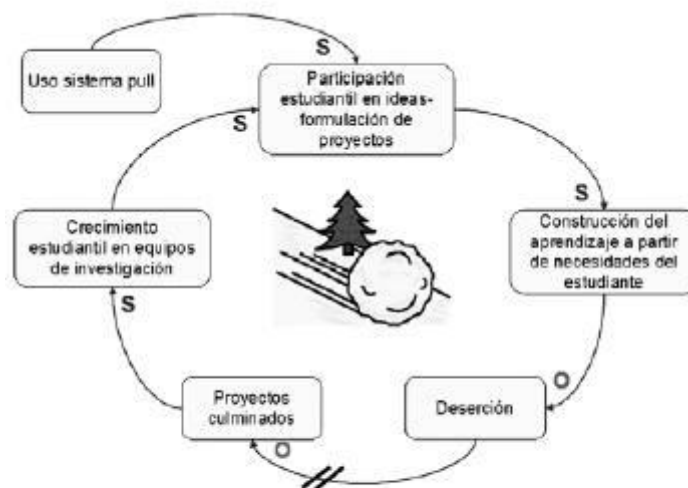 Uso sistema pull
S
Participación
estudiantil en ideas-
formulación de
proyectos
S
S
Crecimiento
estudiantil en equipos
de investigación
Construcción del
aprendizaje a partir
de necesidades del
estudiante
S
O
Proyectos
culminados
Deserción
O